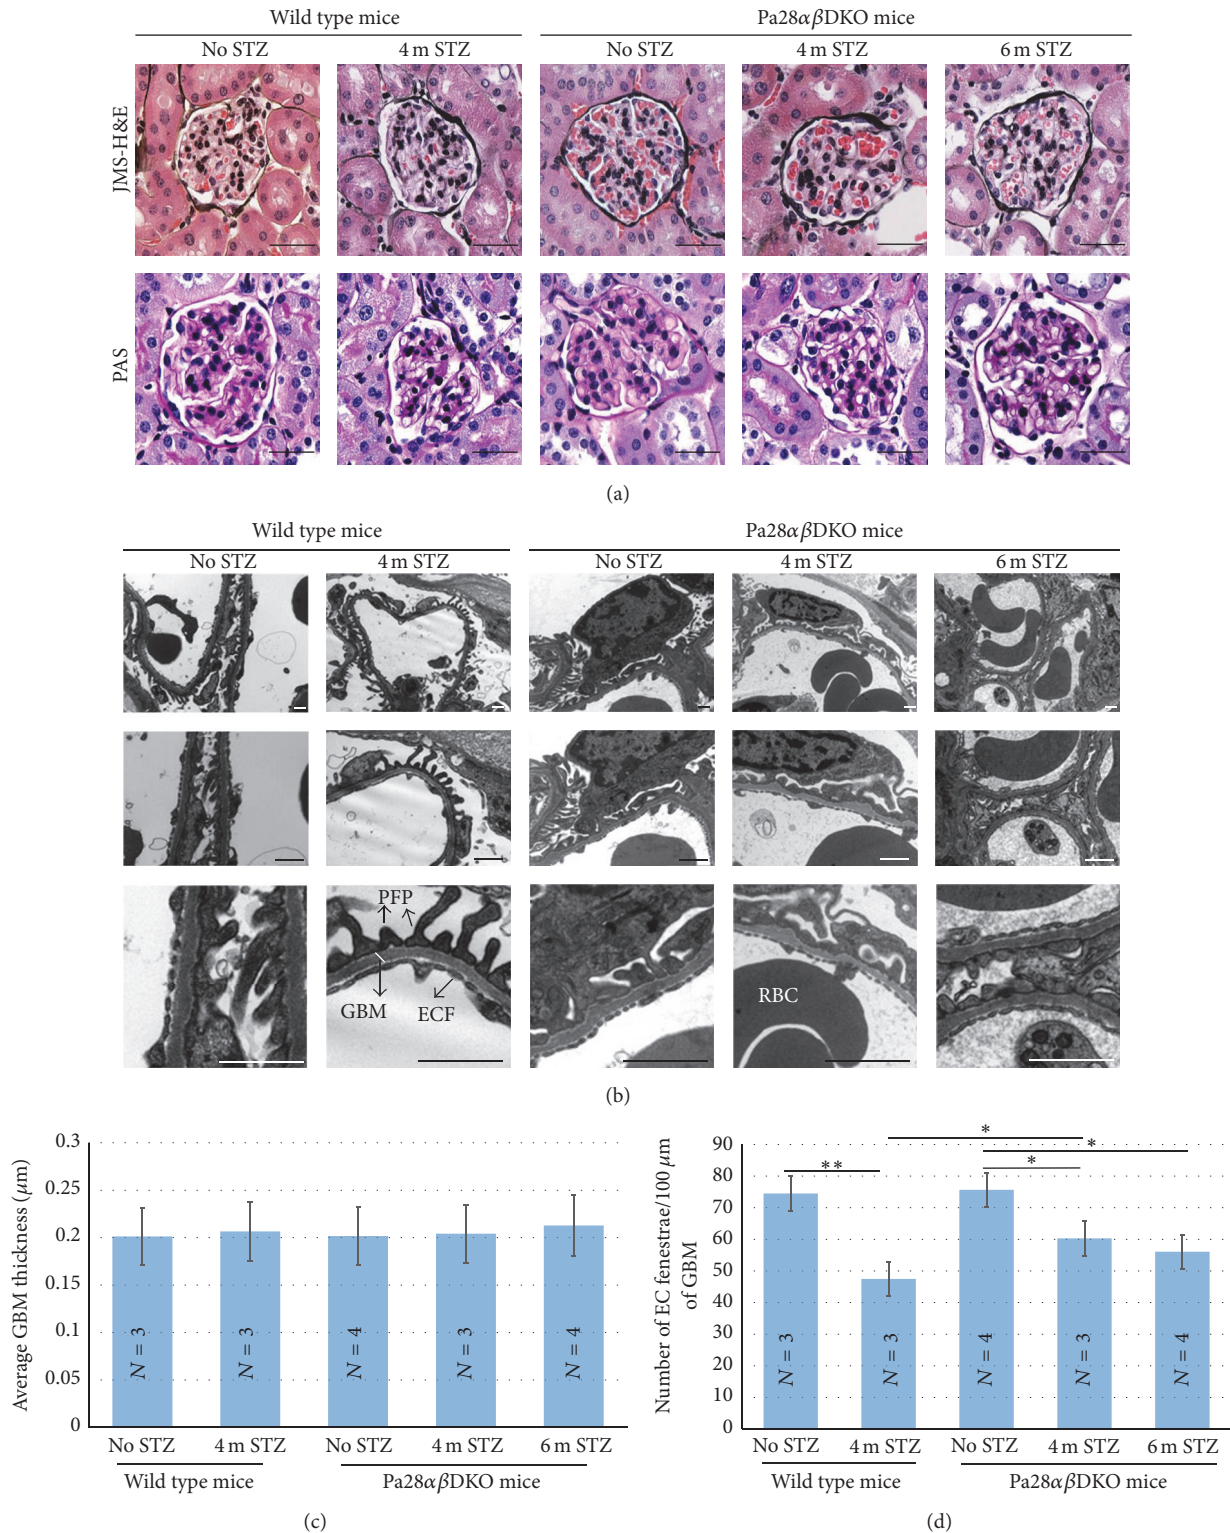 Wild type mice
Pa28αβDKO mice
No STZ
4 m STZ
No STZ
4 m STZ
6 m STZ
JMS-H&E
PAS
(a)
Wild type mice
Pa28αβDKO mice
No STZ
4 m STZ
No STZ
4 m STZ
6 m STZ
PFP
GBM
ECF
RBC
(b)
Average GBM thickness (μm)
0.3
0.25
0.2
0.15
0.1
0.05
0
N = 3
N = 3
N = 4
N = 3
N = 4
No STZ
4 m STZ
No STZ
4 m STZ
6 m STZ
Wild type mice
Pa28αβDKO mice
(c)
Number of EC fenestrae/100 μm
of GBM
90
80
70
60
50
40
30
20
10
0
**
*
*
*
N = 3
N = 3
N = 4
N = 3
N = 4
No STZ
4 m STZ
No STZ
4 m STZ
6 m STZ
Wild type mice
Pa28αβDKO mice
(d)